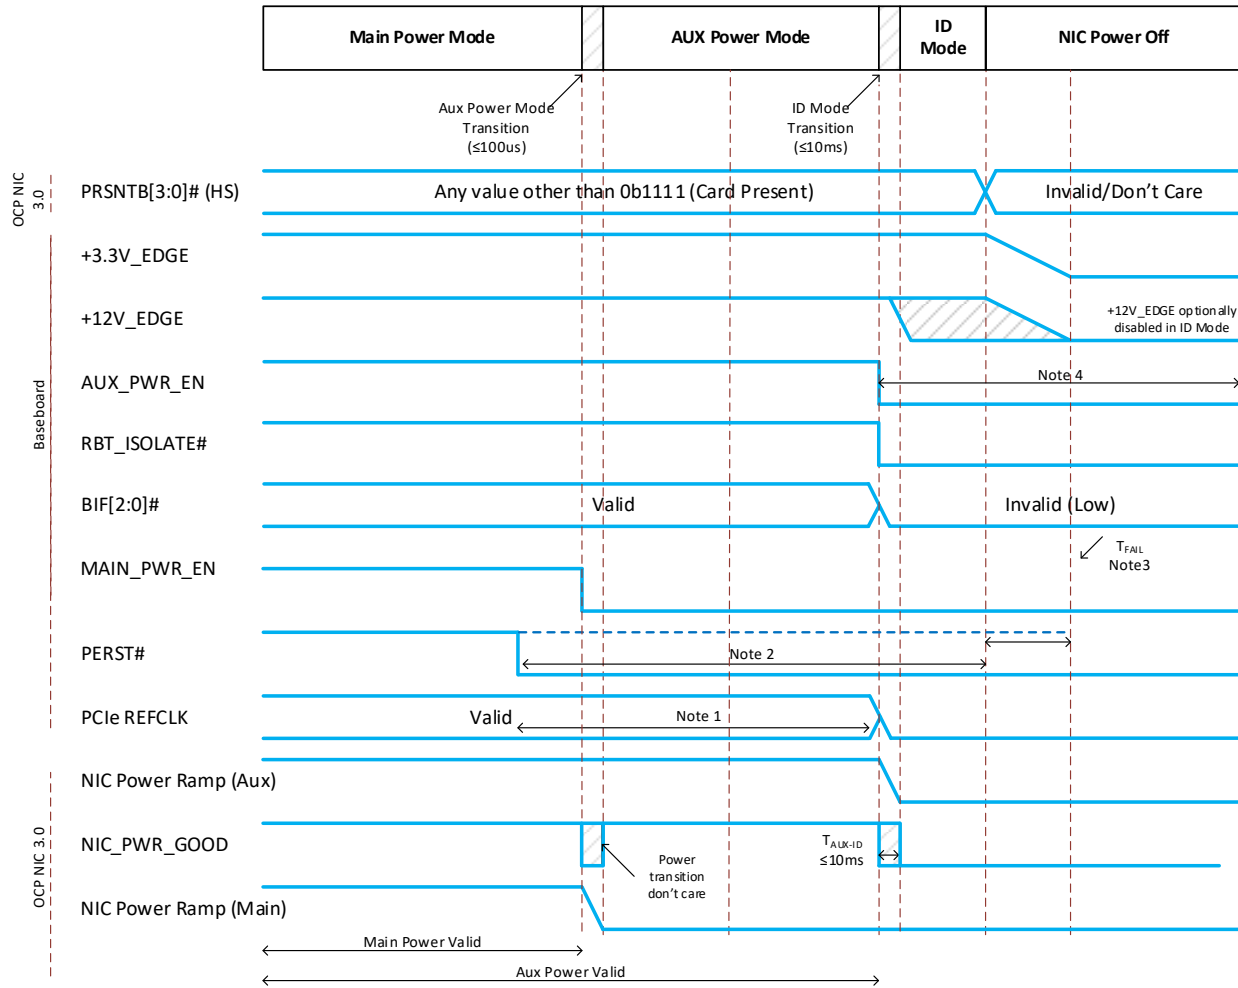 Main Power Mode
AUX Power Mode
ID
Mode
NIC Power Off
Aux Power Mode
Transition
(≤100us)
ID Mode
Transition
(≤10ms)
OCP NIC
3.0
PRSNTB[3:0]# (HS)
Any value other than 0b1111 (Card Present)
Invalid/Don't Care
Baseboard
+3.3V_EDGE
+12V_EDGE
+12V_EDGE optionally
disabled in ID Mode
AUX_PWR_EN
Note 4
RBT_ISOLATE#
BIF[2:0]#
Valid
Invalid (Low)
TFAIL
Note3
MAIN_PWR_EN
PERST#
Note 2
PCIe REFCLK
Valid
Note 1
OCP NIC 3.0
NIC Power Ramp (Aux)
NIC_PWR_GOOD
Power
transition
don't care
TAUX-ID
≤10ms
NIC Power Ramp (Main)
Main Power Valid
Aux Power Valid